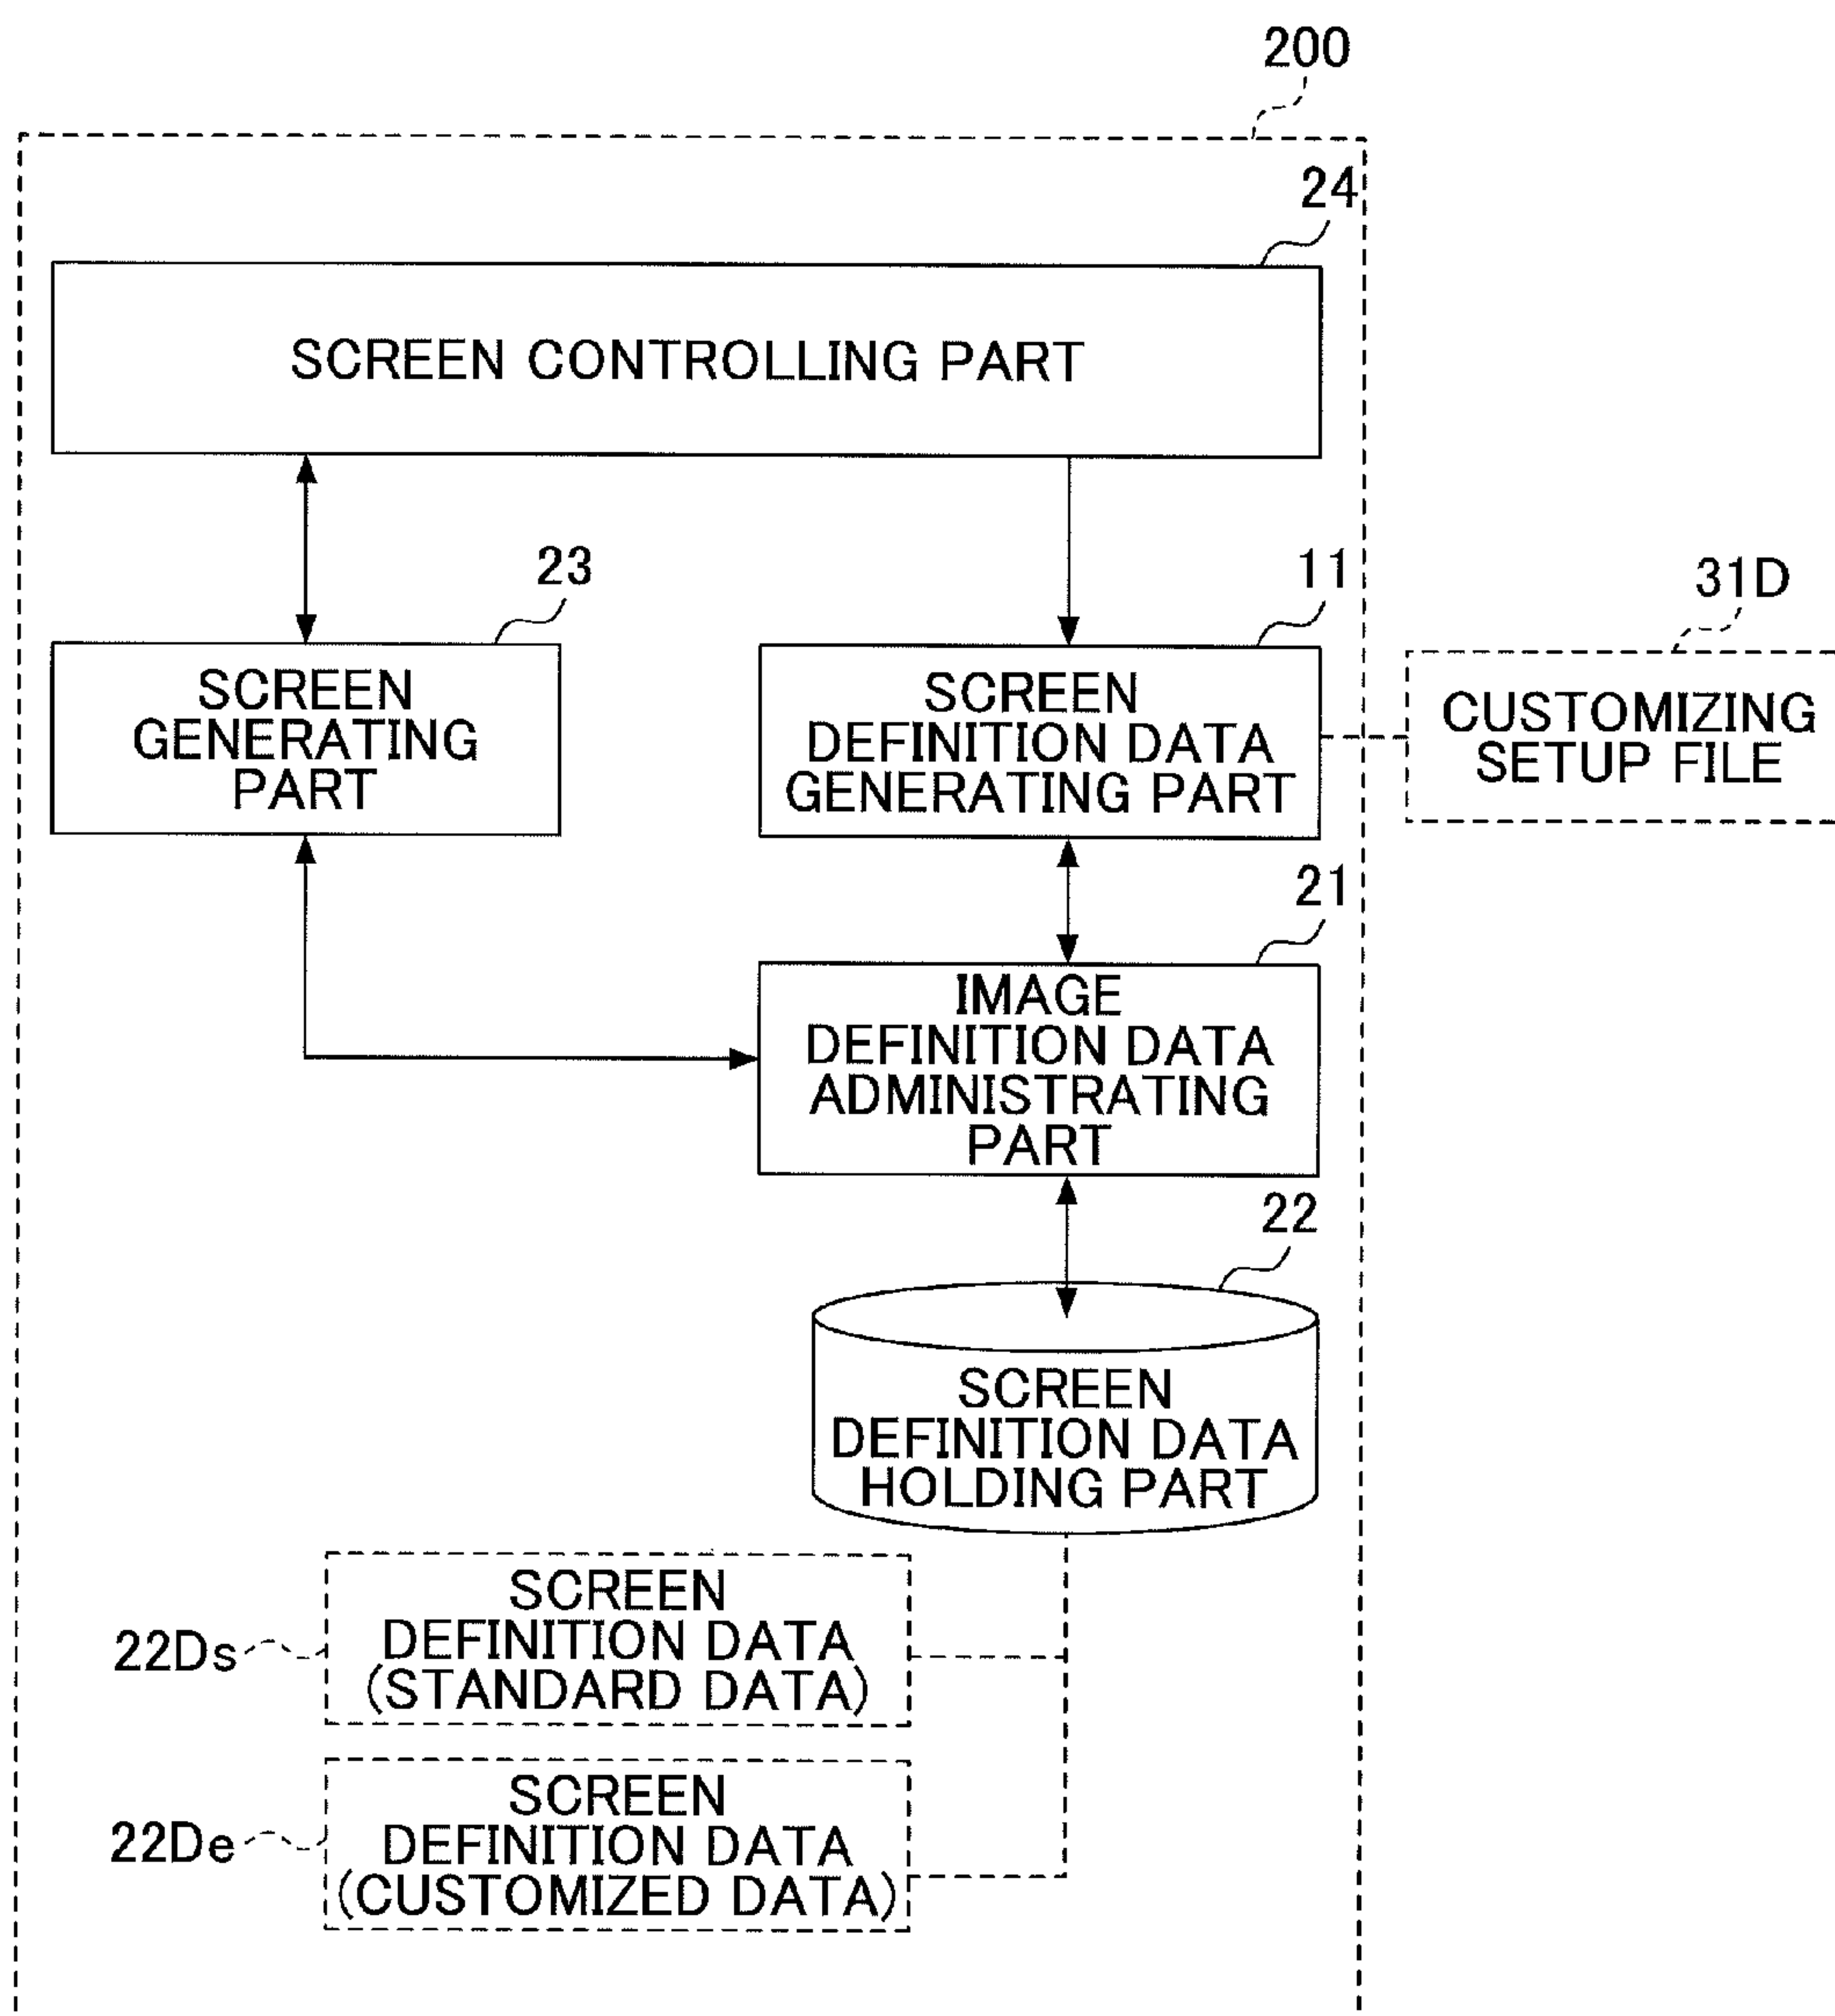 200
24
SCREEN CONTROLLING PART
23
SCREEN
GENERATING
PART
11
SCREEN
DEFINITION DATA
GENERATING PART
31D
CUSTOMIZING
SETUP FILE
21
IMAGE
DEFINITION DATA
ADMINISTRATING
PART
22
SCREEN
DEFINITION DATA
HOLDING PART
22Ds
SCREEN
DEFINITION DATA
(STANDARD DATA)
22De
SCREEN
DEFINITION DATA
(CUSTOMIZED DATA)